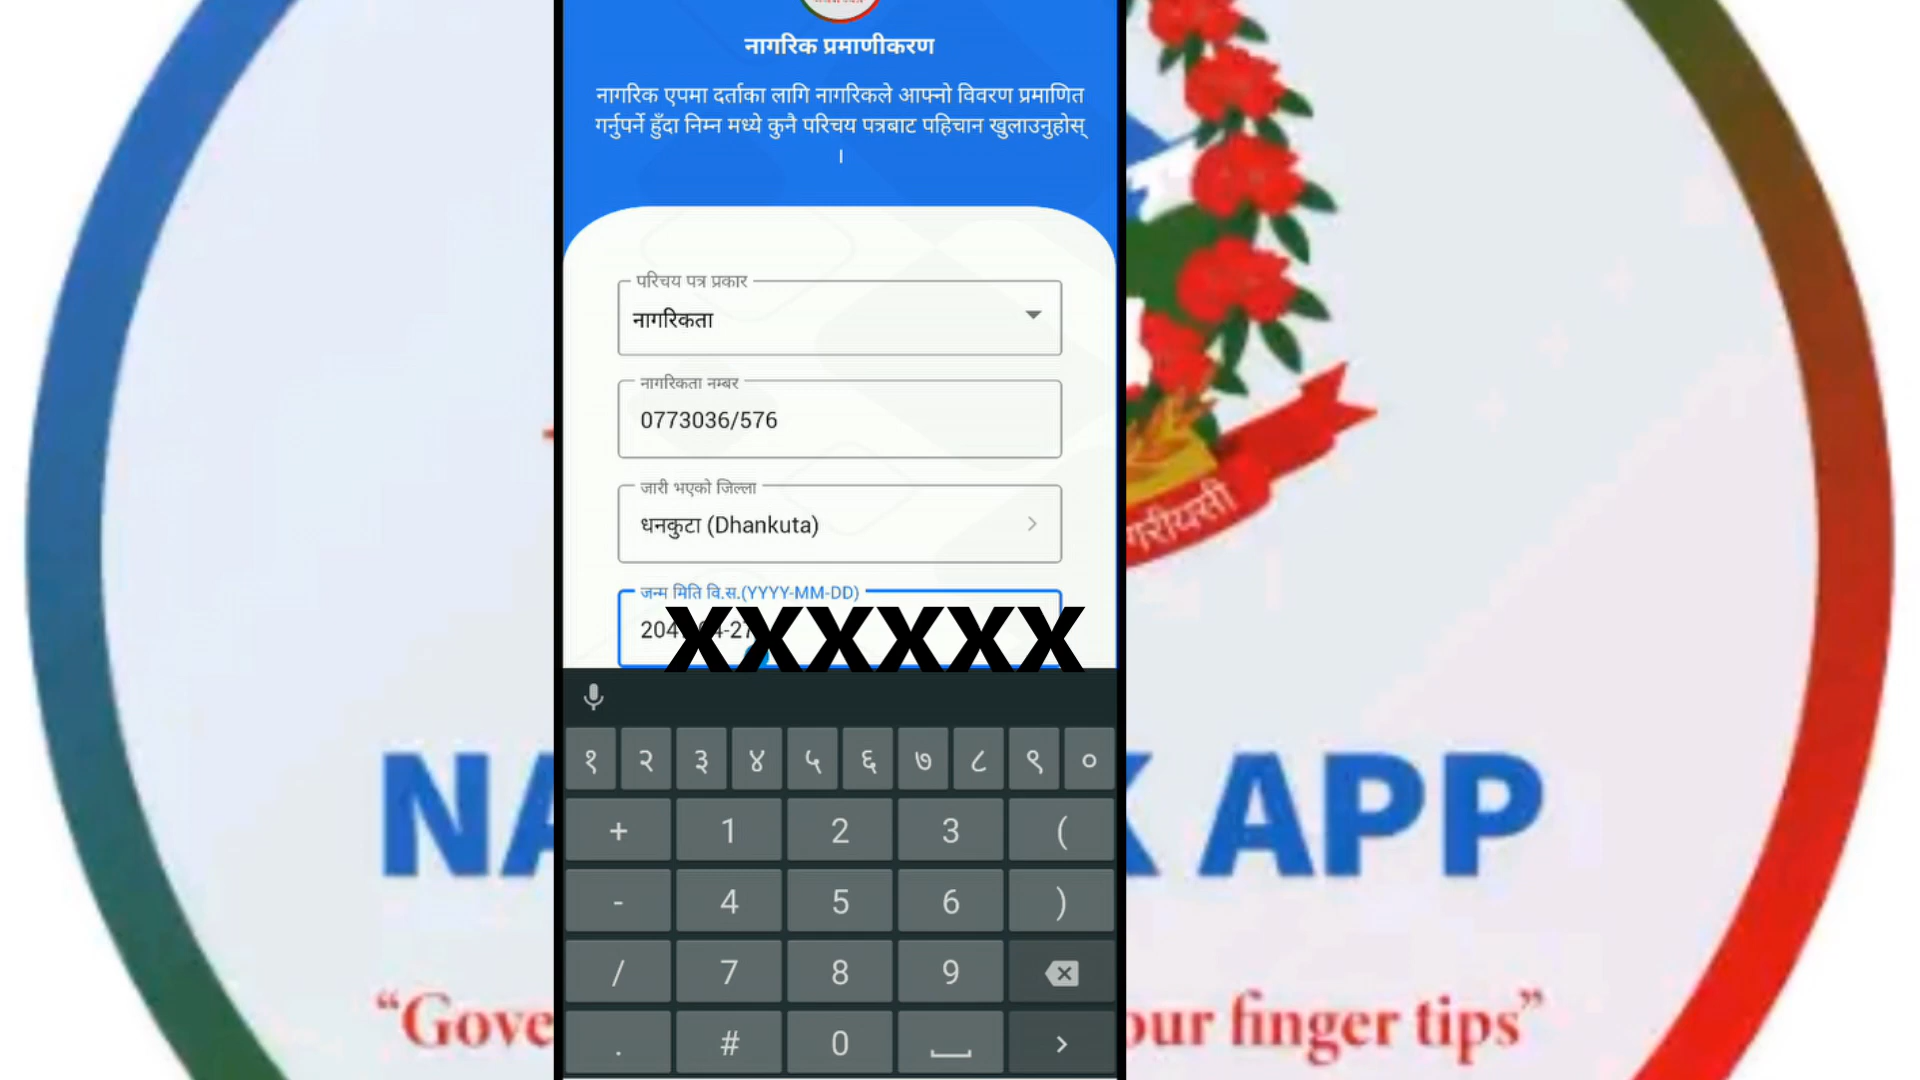 नागरिक प्रमाणीकरण
नागरिक एपमा दर्ताका लागि नागरिकले आफ्नो विवरण प्रमाणित
गर्नुपर्ने हुँदा निम्न मध्ये कुनै परिचय पत्रबाट पहिचान खुलाउनुहोस्
।
परिचय पत्र प्रकार
नागरिकता
नागरिकता नम्बर
0773036/576
जारी भएको जिल्ला
धनकुटा (Dhankuta)
जन्म मिति वि.स.(YYYY-MM-DD)
XXXXXX
१ २ ३ ४ ५ ६ ७ ८ ९ ०
+ 1 2 3 (
- 4 5 6 )
/ 7 8 9
. # 0 >
गरीयसी
NA K APP
“Gove our finger tips”